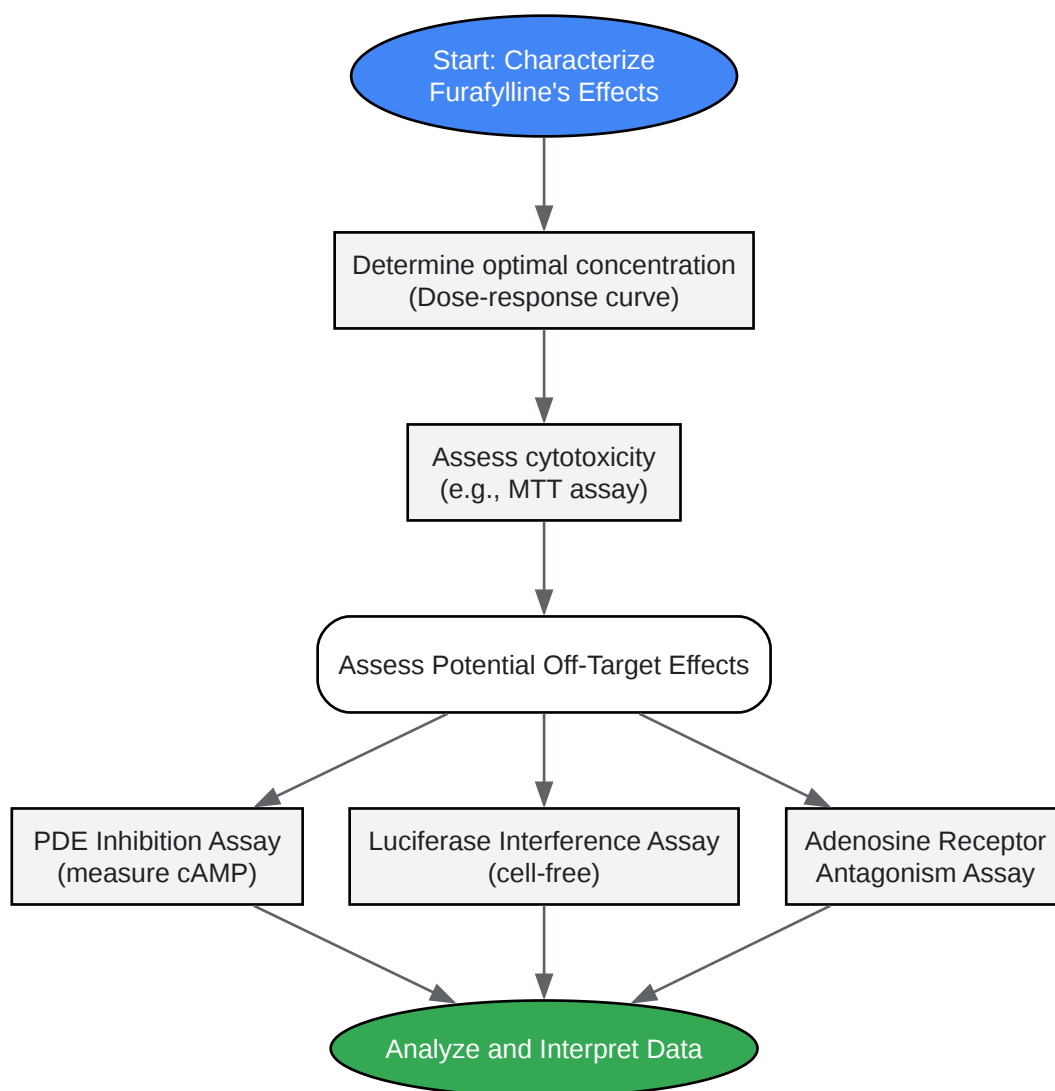 Start: Characterize
Furafylline's Effects
Determine optimal concentration
(Dose-response curve)
Assess cytotoxicity
(e.g., MTT assay)
Assess Potential Off-Target Effects
PDE Inhibition Assay
(measure cAMP)
Luciferase Interference Assay
(cell-free)
Adenosine Receptor
Antagonism Assay
Analyze and Interpret Data